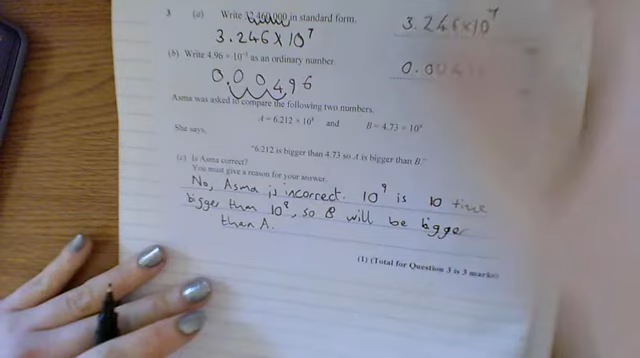 3 (a) Write in standard form.
3.246 x 10⁷
3.246x10⁷
(b) Write 4.96 × 10⁻³ as an ordinary number.
0.00496
0.00496
Asma was asked to compare the following two numbers.
A = 6.212 × 10⁸ and B = 4.73 × 10⁹
She says,
"6.212 is bigger than 4.73 so A is bigger than B."
(c) Is Asma correct?
You must give a reason for your answer.
No, Asma is incorrect. 10⁹ is 10 time
bigger than 10⁸, so B will be bigger
than A.
(1) (Total for Question 3 is 3 marks)